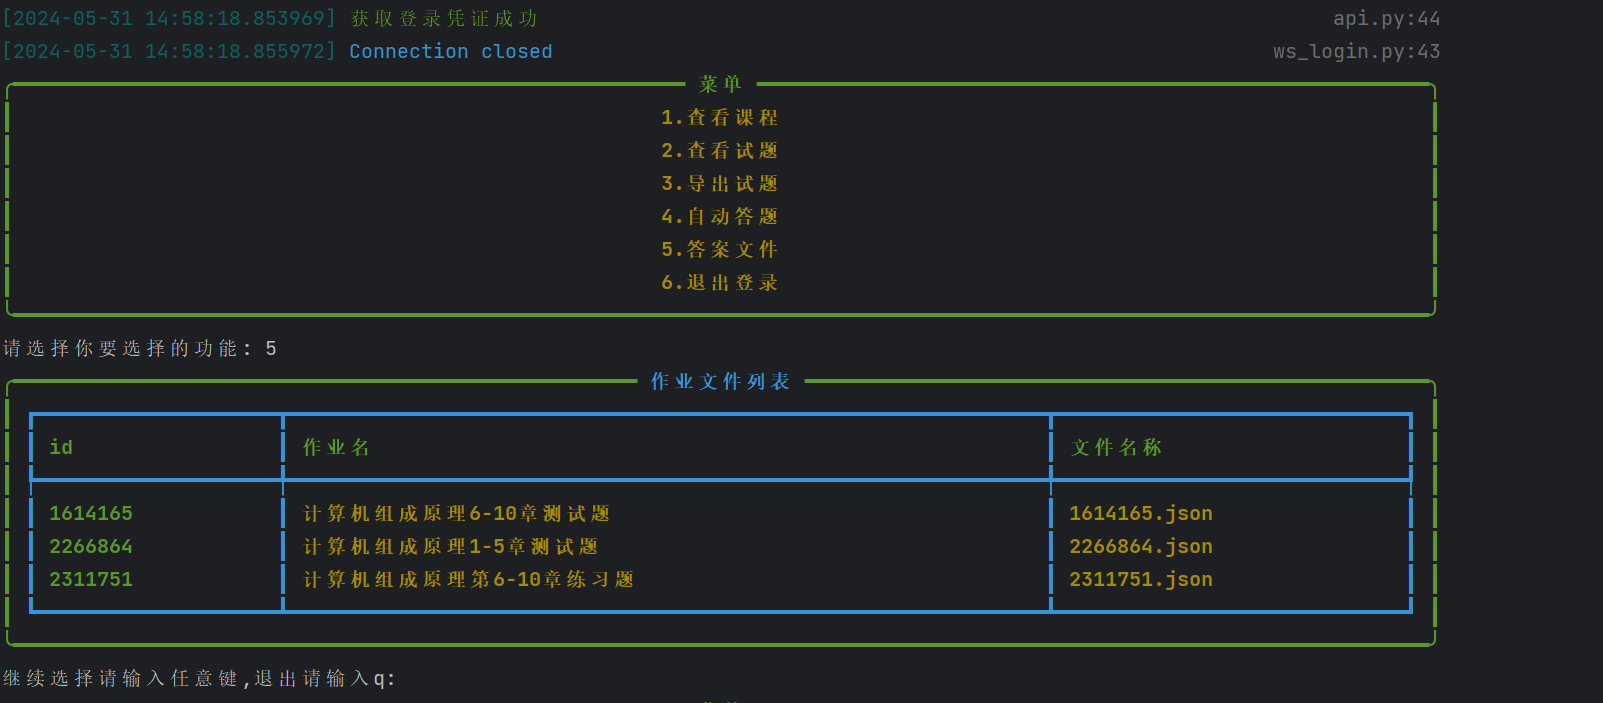 [2024-05-31 14:58:18.853969] 获取登录凭证成功 api.py:44
[2024-05-31 14:58:18.855972] Connection closed ws_login.py:43
菜单
1.查看课程
2.查看试题
3.导出试题
4.自动答题
5.答案文件
6.退出登录
请选择你要选择的功能: 5
作业文件列表
id 作业名 文件名称
1614165 计算机组成原理6-10章测试题 1614165.json
2266864 计算机组成原理1-5章测试题 2266864.json
2311751 计算机组成原理第6-10章练习题 2311751.json
继续选择请输入任意键,退出请输入q: